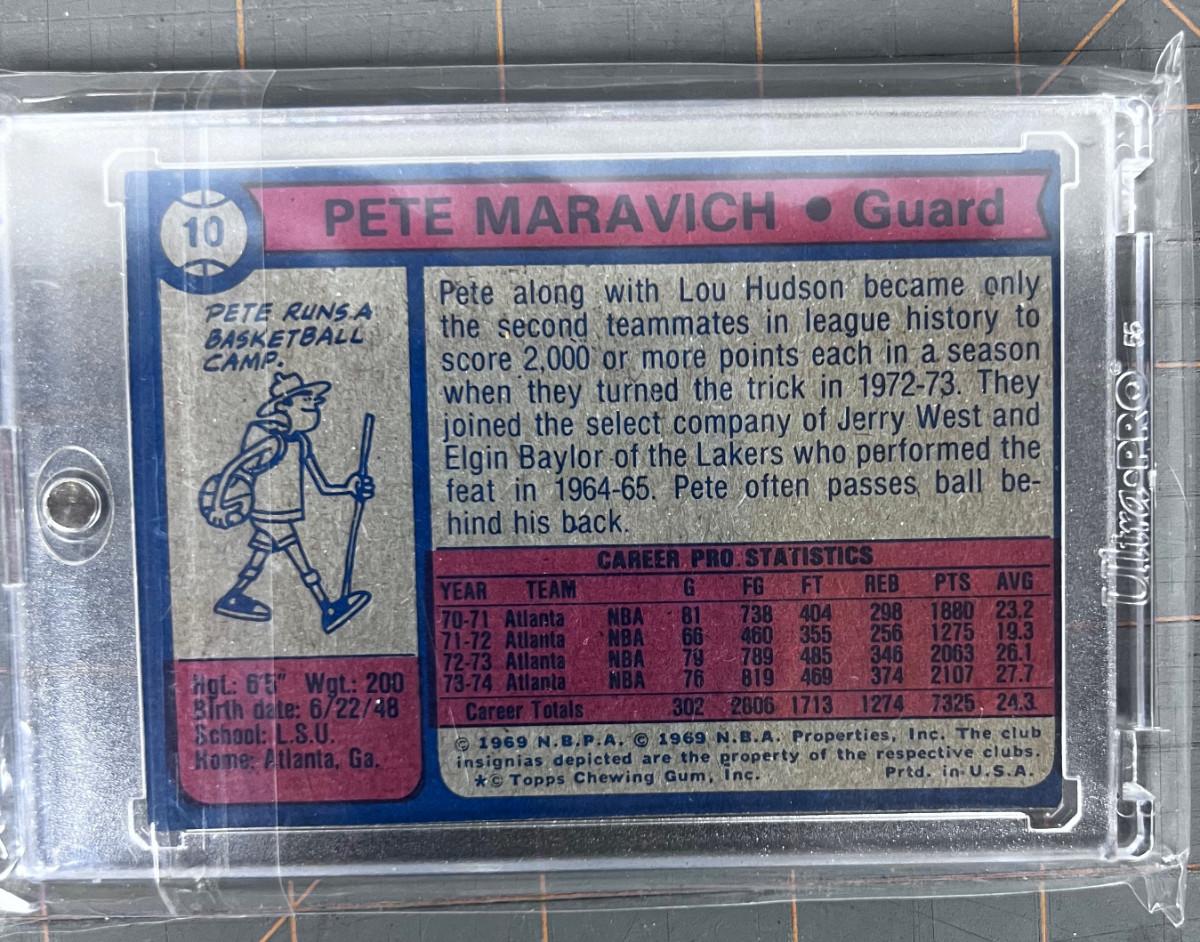 10
PETE MARAVICH • Guard
PETE RUNS A
BASKETBALL
CAMP.
Pete along with Lou Hudson became only
the second teammates in league history to
score 2,000 or more points each in a season
when they turned the trick in 1972-73. They
joined the select company of Jerry West and
Elgin Baylor of the Lakers who performed the
feat in 1964-65. Pete often passes ball be-
hind his back.
CAREER PRO STATISTICS
YEAR TEAM G FG FT REB PTS AVG
70-71 Atlanta NBA 81 738 404 298 1880 23.2
71-72 Atlanta NBA 66 460 355 256 1275 19.3
72-73 Atlanta NBA 79 789 485 346 2063 26.1
73-74 Atlanta NBA 76 819 469 374 2107 27.7
Career Totals 302 2806 1713 1274 7325 24.3
Hgt.: 6'5" Wgt.: 200
Birth date: 6/22/48
School: L.S.U.
Home: Atlanta, Ga.
© 1969 N.B.P.A. © 1969 N.B.A. Properties, Inc. The club
insignias depicted are the property of the respective clubs.
★© Topps Chewing Gum, Inc. Prtd. in U.S.A.
Ultra•PRO® 55